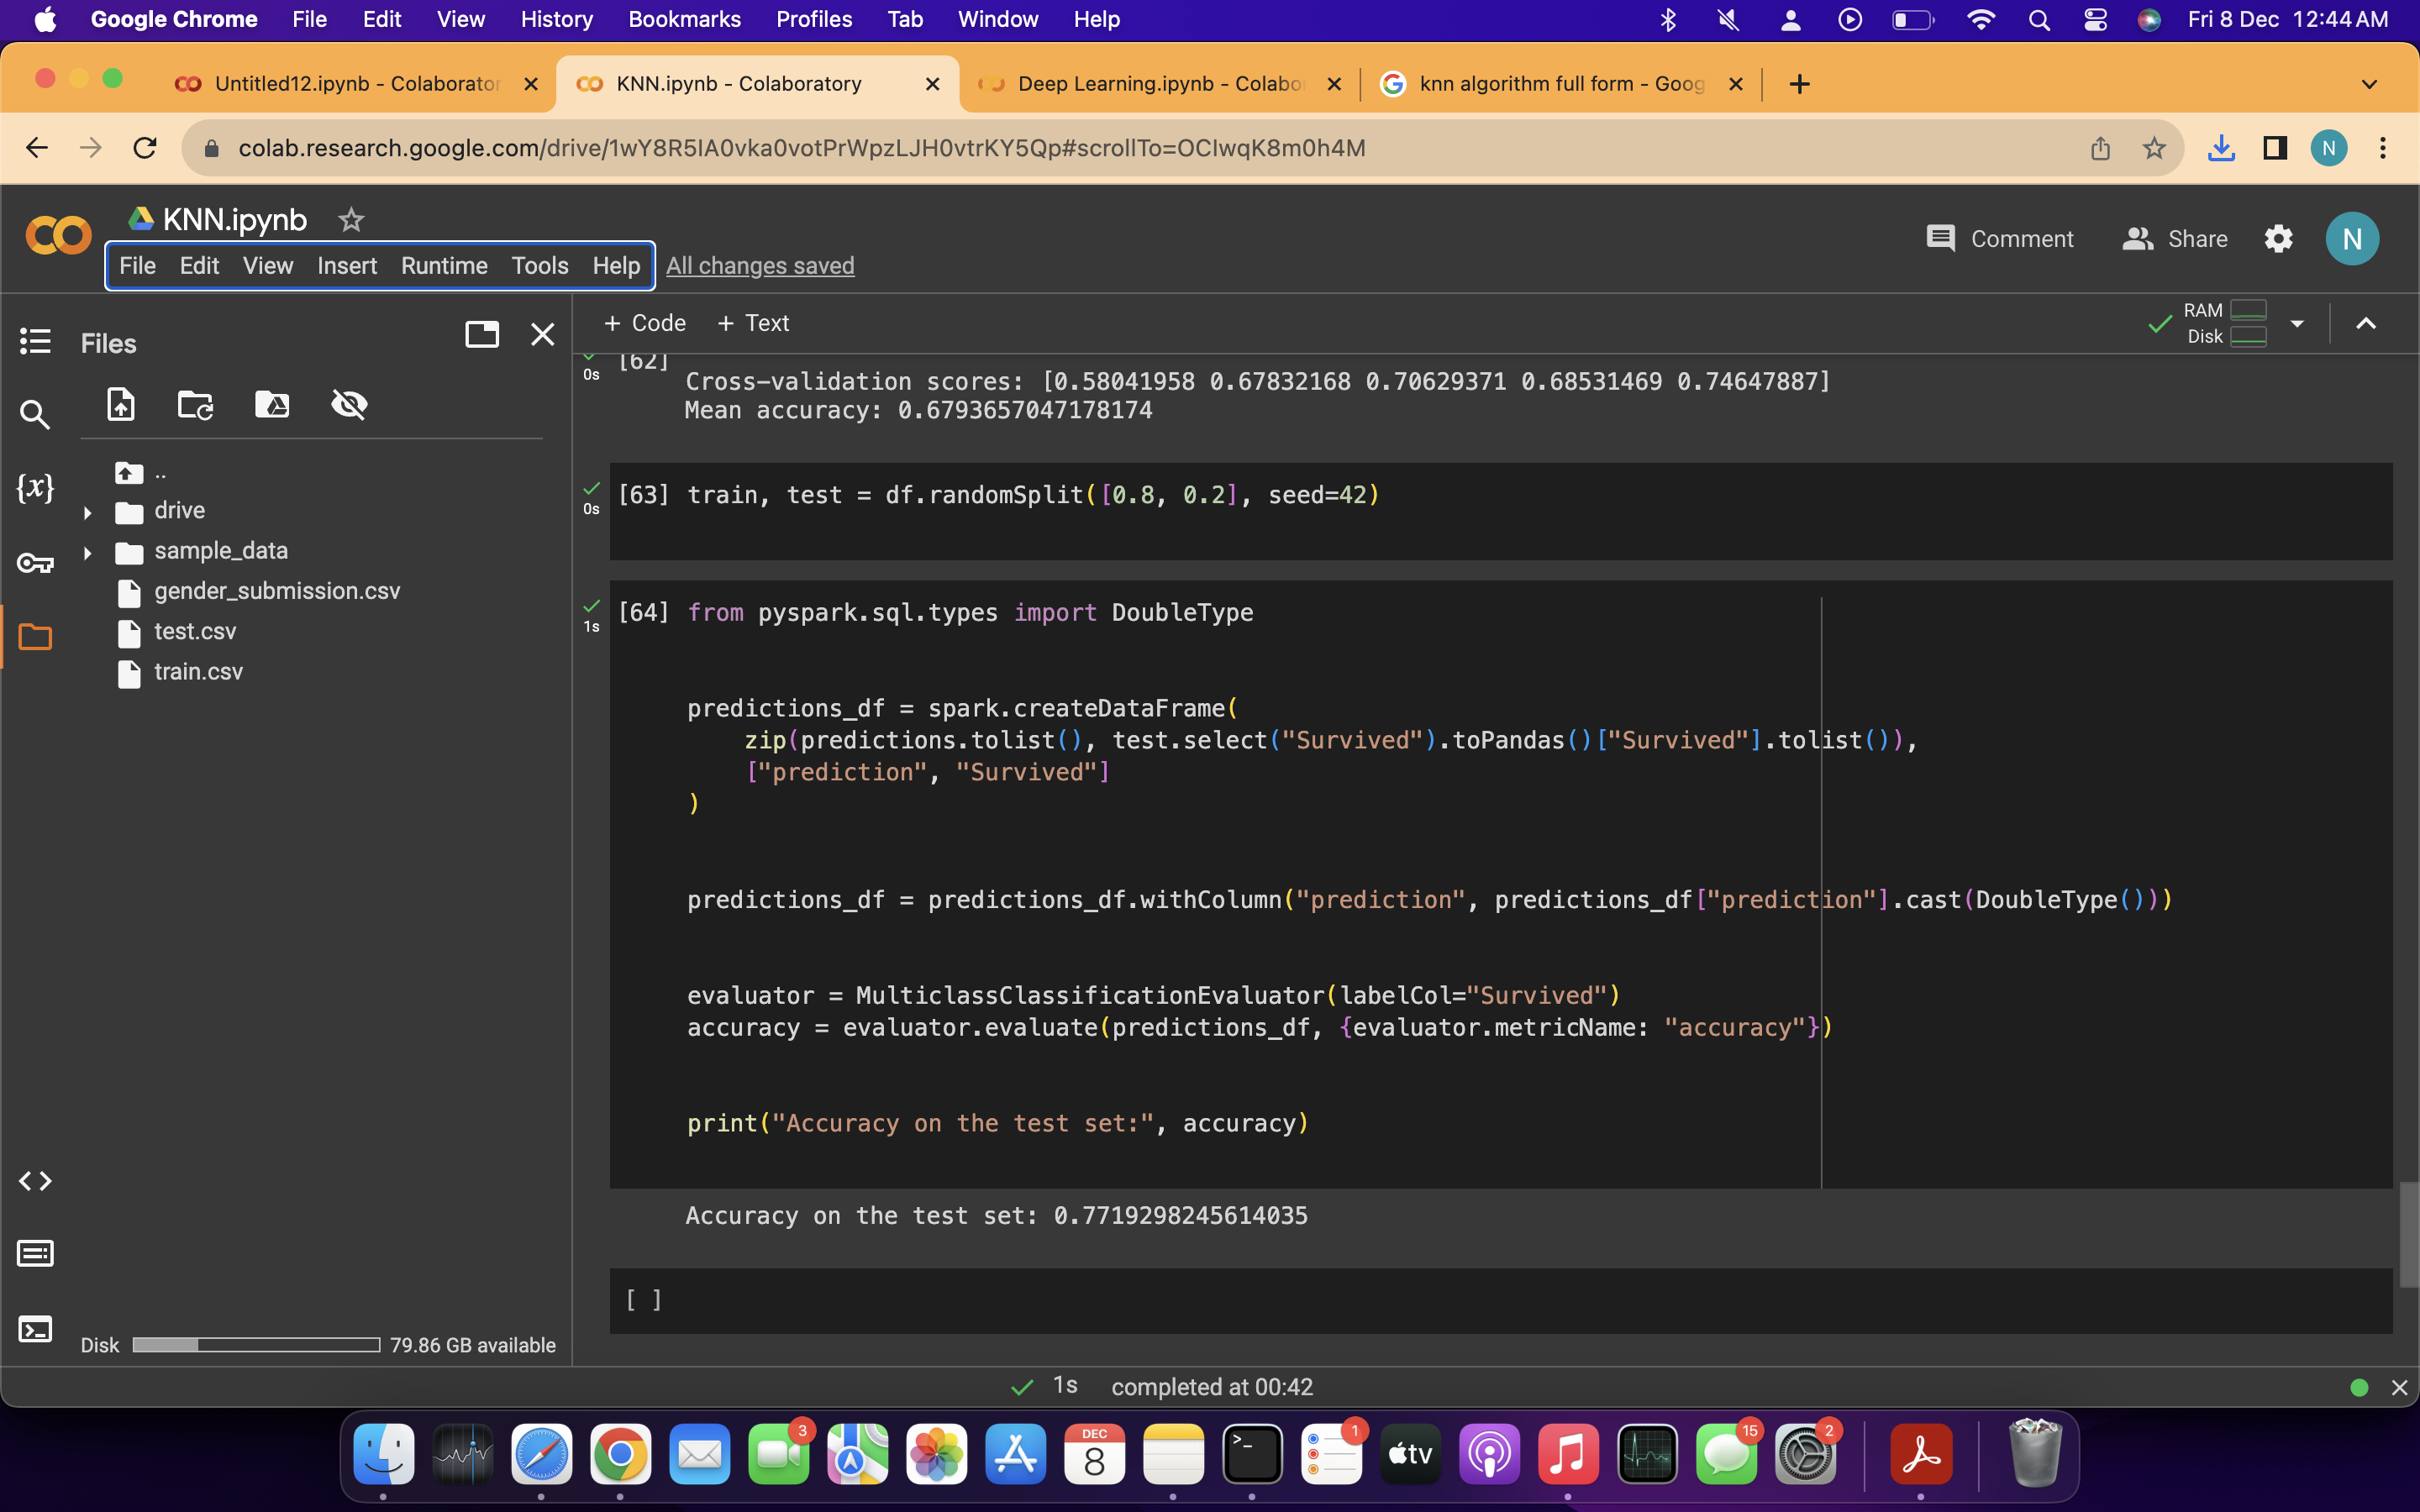 Google Chrome File Edit View History Bookmarks Profiles Tab Window Help Fri 8 Dec 12:44 AM
Untitled12.ipynb - Colaborator KNN.ipynb - Colaboratory Deep Learning.ipynb - Colabo knn algorithm full form - Goog
colab.research.google.com/drive/1wY8R5IA0vka0votPrWpzLJH0vtrKY5Qp#scrollTo=OCIwqK8m0h4M N
KNN.ipynb
File Edit View Insert Runtime Tools Help All changes saved
Comment Share N
Files
+ Code + Text
RAM
Disk
..
drive
sample_data
gender_submission.csv
test.csv
train.csv
{x}
Disk 79.86 GB available
[62]
0s
Cross-validation scores: [0.58041958 0.67832168 0.70629371 0.68531469 0.74647887]
Mean accuracy: 0.6793657047178174
[63] train, test = df.randomSplit([0.8, 0.2], seed=42)
0s
[64] from pyspark.sql.types import DoubleType
1s
predictions_df = spark.createDataFrame(
zip(predictions.tolist(), test.select("Survived").toPandas()["Survived"].tolist()),
["prediction", "Survived"]
)
predictions_df = predictions_df.withColumn("prediction", predictions_df["prediction"].cast(DoubleType()))
evaluator = MulticlassClassificationEvaluator(labelCol="Survived")
accuracy = evaluator.evaluate(predictions_df, {evaluator.metricName: "accuracy"})
print("Accuracy on the test set:", accuracy)
Accuracy on the test set: 0.7719298245614035
[ ]
1s completed at 00:42
3
DEC
8
>_
1
tv
15
2